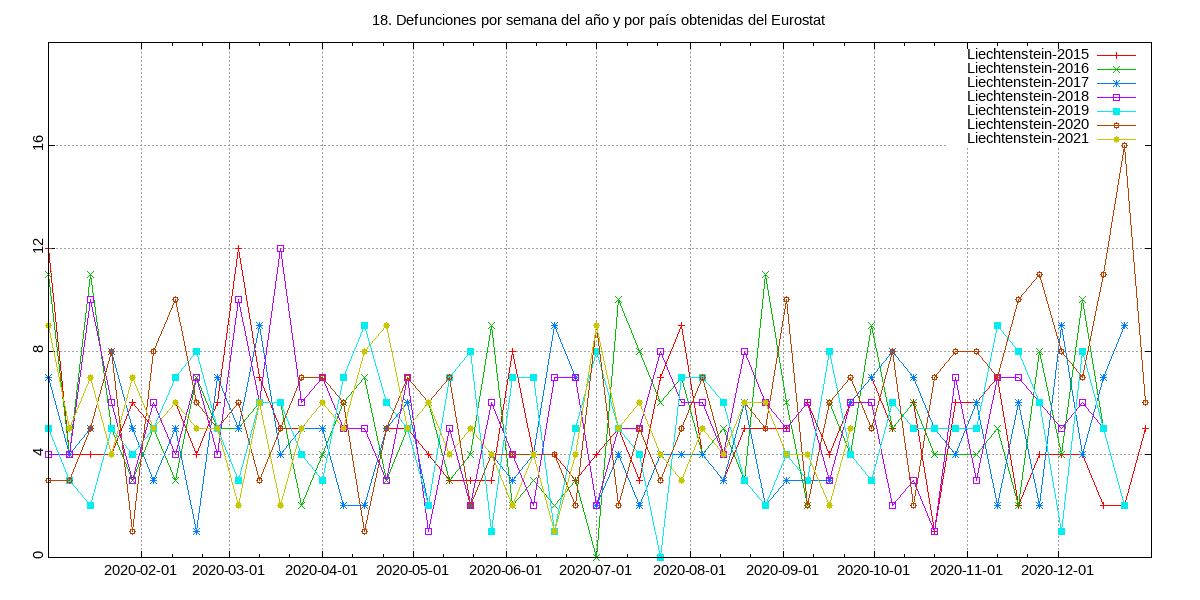 18. Defunciones por semana del año y por país obtenidas del Eurostat
Liechtenstein-2015
Liechtenstein-2016
Liechtenstein-2017
Liechtenstein-2018
Liechtenstein-2019
Liechtenstein-2020
Liechtenstein-2021
16
12
8
4
0
2020-02-01 2020-03-01 2020-04-01 2020-05-01 2020-06-01 2020-07-01 2020-08-01 2020-09-01 2020-10-01 2020-11-01 2020-12-01